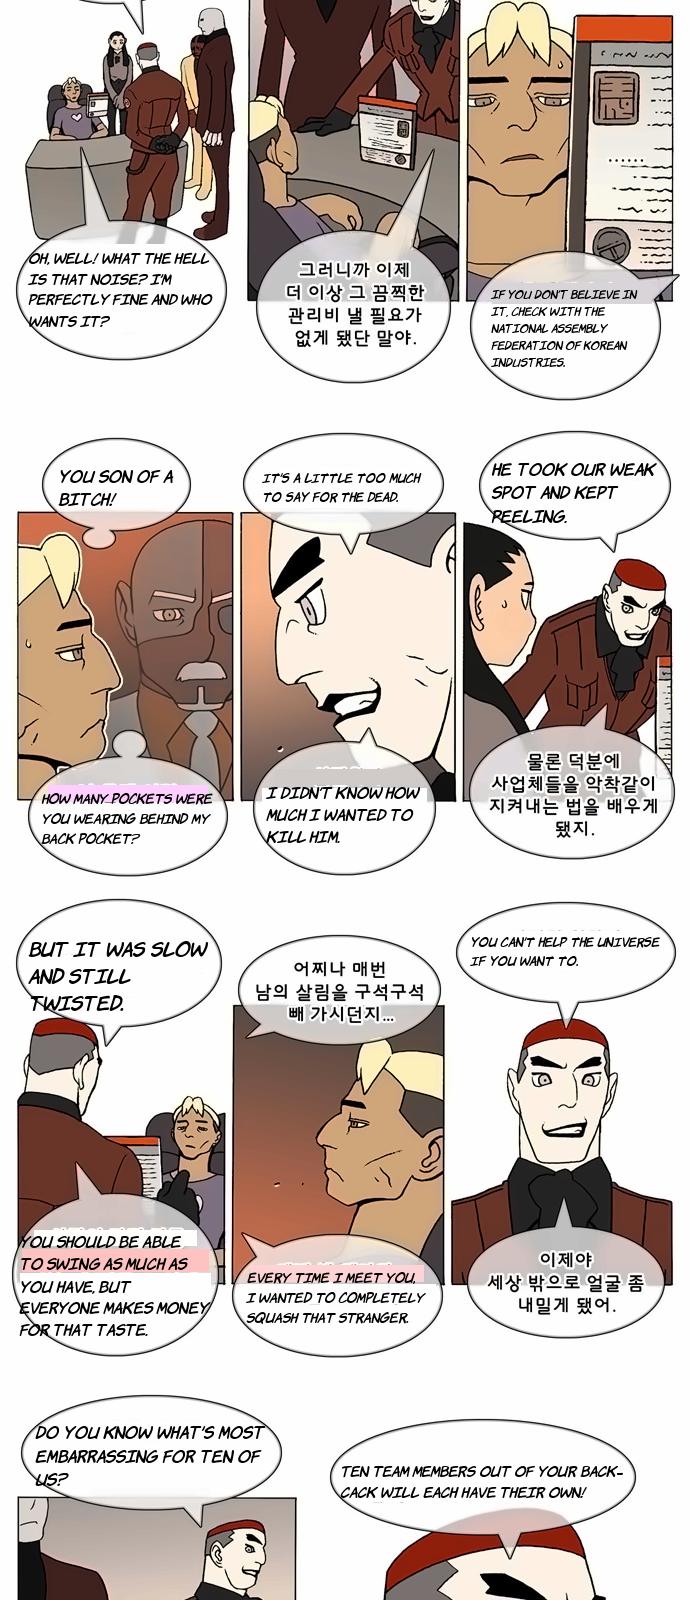 OH, WELL! WHAT THE HELL
IS THAT NOISE? I'M
PERFECTLY FINE AND WHO
WANTS IT?
그러니까 이제
더 이상 그 끔찍한
관리비 낼 필요가
없게 됐단 말야.
IF YOU DON'T BELIEVE IN
IT, CHECK WITH THE
NATIONAL ASSEMBLY
FEDERATION OF KOREAN
INDUSTRIES.
YOU SON OF A
BITCH!
IT'S A LITTLE TOO MUCH
TO SAY FOR THE DEAD.
HE TOOK OUR WEAK
SPOT AND KEPT
PEELING.
HOW MANY POCKETS WERE
YOU WEARING BEHIND MY
BACK POCKET?
I DIDN'T KNOW HOW
MUCH I WANTED TO
KILL HIM.
물론 덕분에
사업체들을 악착같이
지켜내는 법을 배우게
됐지.
BUT IT WAS SLOW
AND STILL
TWISTED.
어찌나 매번
남의 살림을 구석구석
빼 가시던지...
YOU CAN'T HELP THE UNIVERSE
IF YOU WANT TO.
YOU SHOULD BE ABLE
TO SWING AS MUCH AS
YOU HAVE, BUT
EVERYONE MAKES MONEY
FOR THAT TASTE.
EVERY TIME I MEET YOU,
I WANTED TO COMPLETELY
SQUASH THAT STRANGER.
이제야
세상 밖으로 얼굴 좀
내밀게 됐어.
DO YOU KNOW WHAT'S MOST
EMBARRASSING FOR TEN OF
US?
TEN TEAM MEMBERS OUT OF YOUR BACK-
CACK WILL EACH HAVE THEIR OWN!